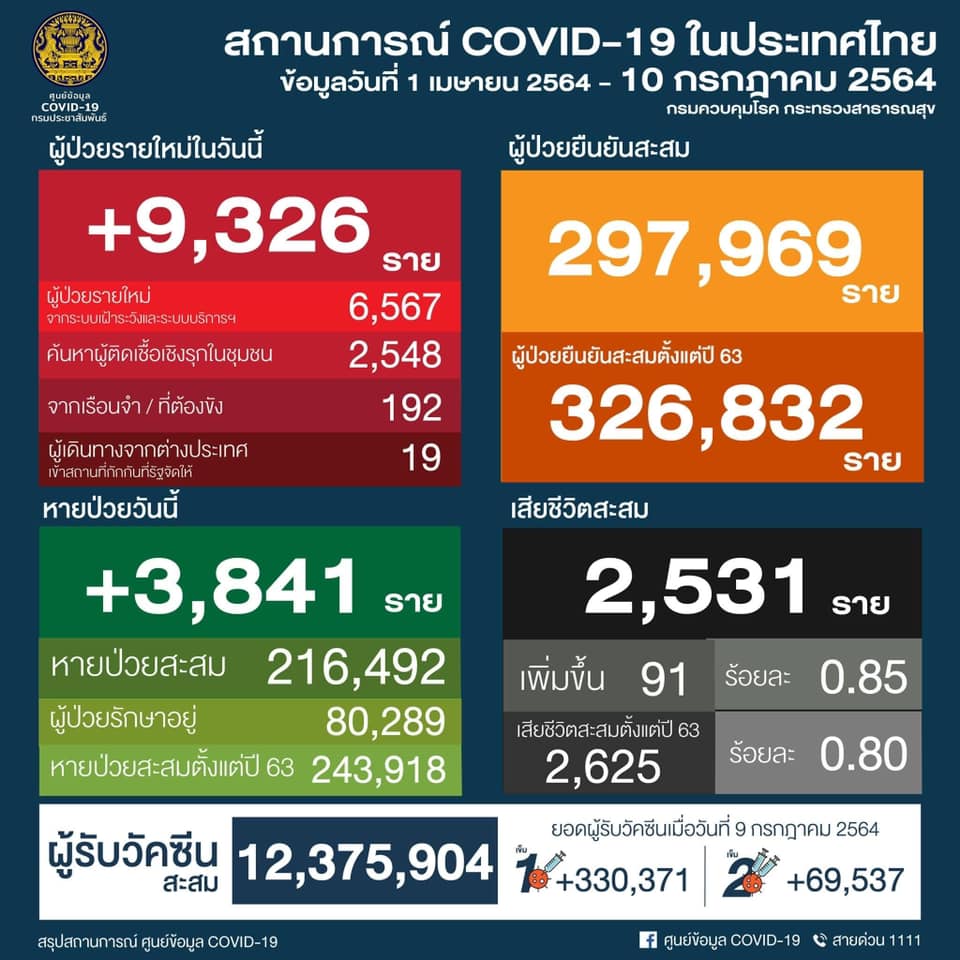 สถานการณ์ COVID-19 ในประเทศไทย
ข้อมูลวันที่ 1 เมษายน 2564 - 10 กรกฎาคม 2564
กรมควบคุมโรค กระทรวงสาธารณสุข
ศูนย์ข้อมูล
COVID-19
กรมประชาสัมพันธ์
ผู้ป่วยรายใหม่ในวันนี้
+9,326 ราย
ผู้ป่วยรายใหม่
จากระบบเฝ้าระวังและระบบบริการฯ
6,567
ค้นหาผู้ติดเชื้อเชิงรุกในชุมชน 2,548
จากเรือนจำ / ที่ต้องขัง 192
ผู้เดินทางจากต่างประเทศ
เข้าสถานที่กักกันที่รัฐจัดให้
19
ผู้ป่วยยืนยันสะสม
297,969
ราย
ผู้ป่วยยืนยันสะสมตั้งแต่ปี 63
326,832
ราย
หายป่วยวันนี้
+3,841 ราย
หายป่วยสะสม 216,492
ผู้ป่วยรักษาอยู่ 80,289
หายป่วยสะสมตั้งแต่ปี 63 243,918
เสียชีวิตสะสม
2,531 ราย
เพิ่มขึ้น 91 ร้อยละ 0.85
เสียชีวิตสะสมตั้งแต่ปี 63
2,625 ร้อยละ 0.80
ผู้รับวัคซีน
สะสม
12,375,904
ยอดผู้รับวัคซีนเมื่อวันที่ 9 กรกฎาคม 2564
เข็ม 1 +330,371
เข็ม 2 +69,537
สรุปสถานการณ์ ศูนย์ข้อมูล COVID-19
ศูนย์ข้อมูล COVID-19 สายด่วน 1111